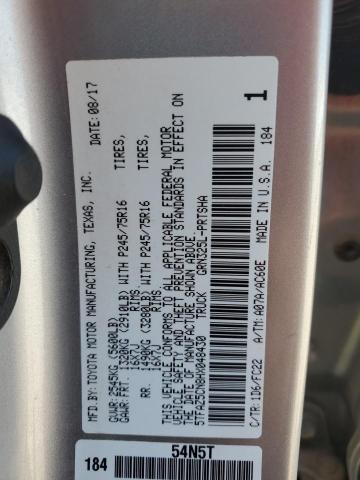 MFD. BY:TOYOTA MOTOR MANUFACTURING, TEXAS, INC.
DATE: 08/17
GVWR: 2545KG (5600LB)
GAWR:FRT. 1320KG (2910LB) WITH P245/75R16 TIRES,
16X7J RIMS.
RR. 1490KG (3280LB) WITH P245/75R16 TIRES,
16X7J RIMS.
THIS VEHICLE CONFORMS TO ALL APPLICABLE FEDERAL MOTOR
VEHICLE SAFETY AND THEFT PREVENTION STANDARDS IN EFFECT ON
THE DATE OF MANUFACTURE SHOWN ABOVE.
5TFAZ5CN8HX048430 TRUCK GRN325L-PRTSHA
1
C/TR:1D6/FC22 A/TM:A07A/AC60E MADE IN U.S.A. 184
184
54N5T